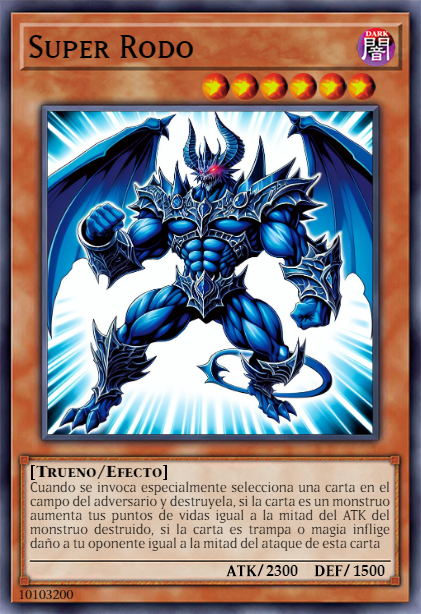 Super Rodo
DARK
闇
[Trueno/Efecto]
Cuando se invoca especialmente selecciona una carta en el
campo del adversario y destruyela, si la carta es un monstruo
aumenta tus puntos de vidas igual a la mitad del ATK del
monstruo destruido, si la carta es trampa o magia inflige
daño a tu oponente igual a la mitad del ataque de esta carta
ATK/2300 DEF/1500
10103200